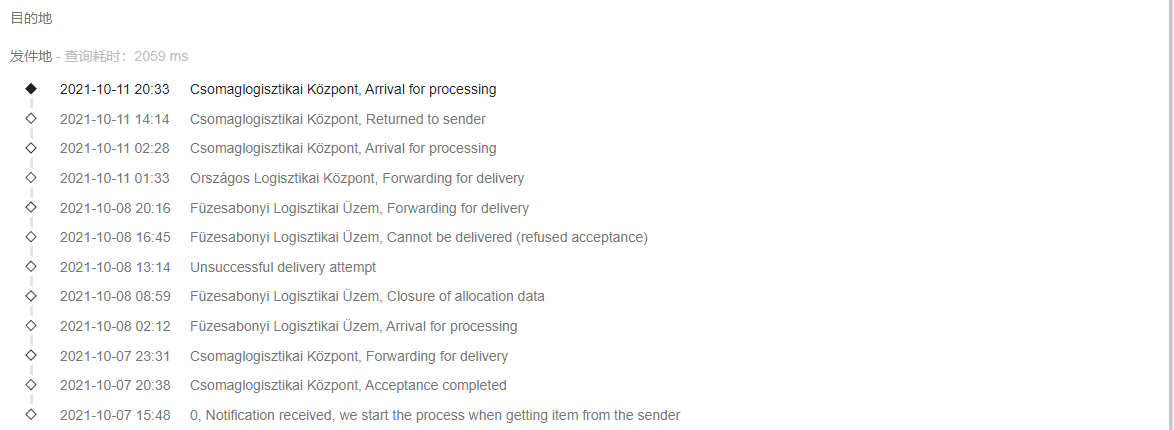 目的地
发件地 - 查询耗时：2059 ms
2021-10-11 20:33 Csomaglogisztikai Központ, Arrival for processing
2021-10-11 14:14 Csomaglogisztikai Központ, Returned to sender
2021-10-11 02:28 Csomaglogisztikai Központ, Arrival for processing
2021-10-11 01:33 Országos Logisztikai Központ, Forwarding for delivery
2021-10-08 20:16 Füzesabonyi Logisztikai Üzem, Forwarding for delivery
2021-10-08 16:45 Füzesabonyi Logisztikai Üzem, Cannot be delivered (refused acceptance)
2021-10-08 13:14 Unsuccessful delivery attempt
2021-10-08 08:59 Füzesabonyi Logisztikai Üzem, Closure of allocation data
2021-10-08 02:12 Füzesabonyi Logisztikai Üzem, Arrival for processing
2021-10-07 23:31 Csomaglogisztikai Központ, Forwarding for delivery
2021-10-07 20:38 Csomaglogisztikai Központ, Acceptance completed
2021-10-07 15:48 0, Notification received, we start the process when getting item from the sender